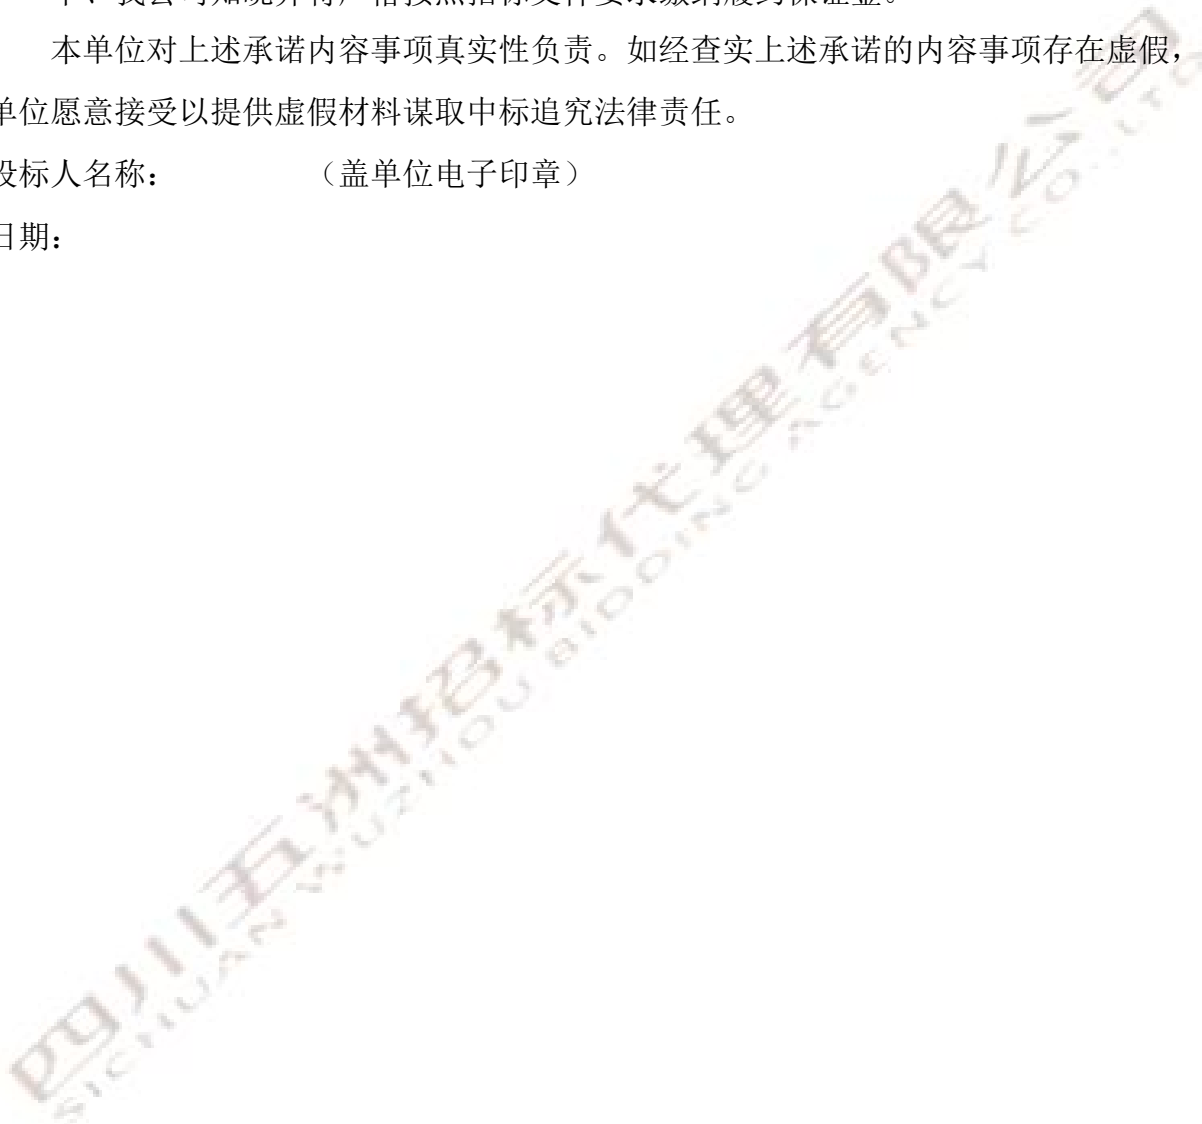 本单位对上述承诺内容事项真实性负责。如经查实上述承诺的内容事项存在虚假，
单位愿意接受以提供虚假材料谋取中标追究法律责任。
投标人名称：　　　　　（盖单位电子印章）
日期：
四川五洲招标代理有限公司
SICHUAN WUZHOU BIDDING AGENCY CO.,LTD